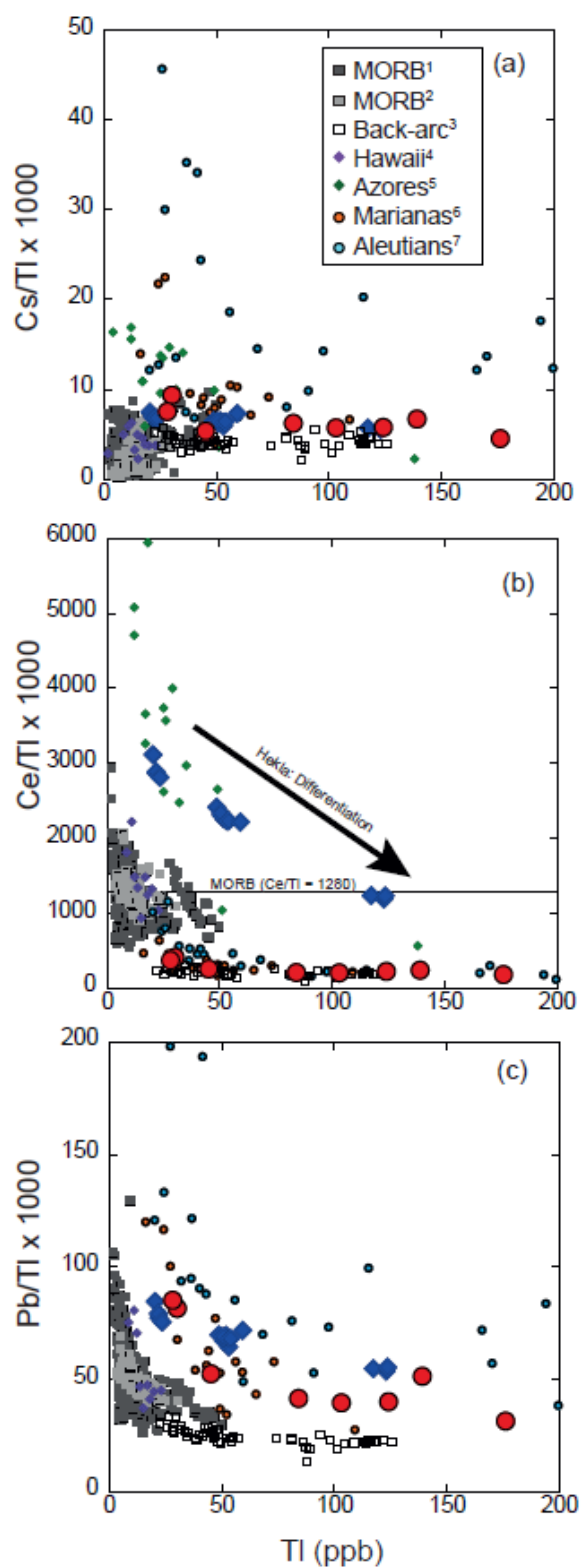 50
40
30
20
10
0
Cs/Tl x 1000
(a)
MORB¹
MORB²
Back-arc³
Hawaii⁴
Azores⁵
Marianas⁶
Aleutians⁷
0
50
100
150
200
6000
5000
4000
3000
2000
1000
0
Ce/Tl x 1000
(b)
Hekla: Differentiation
MORB (Ce/Tl = 1280)
0
50
100
150
200
200
150
100
50
0
Pb/Tl x 1000
(c)
0
50
100
150
200
Tl (ppb)